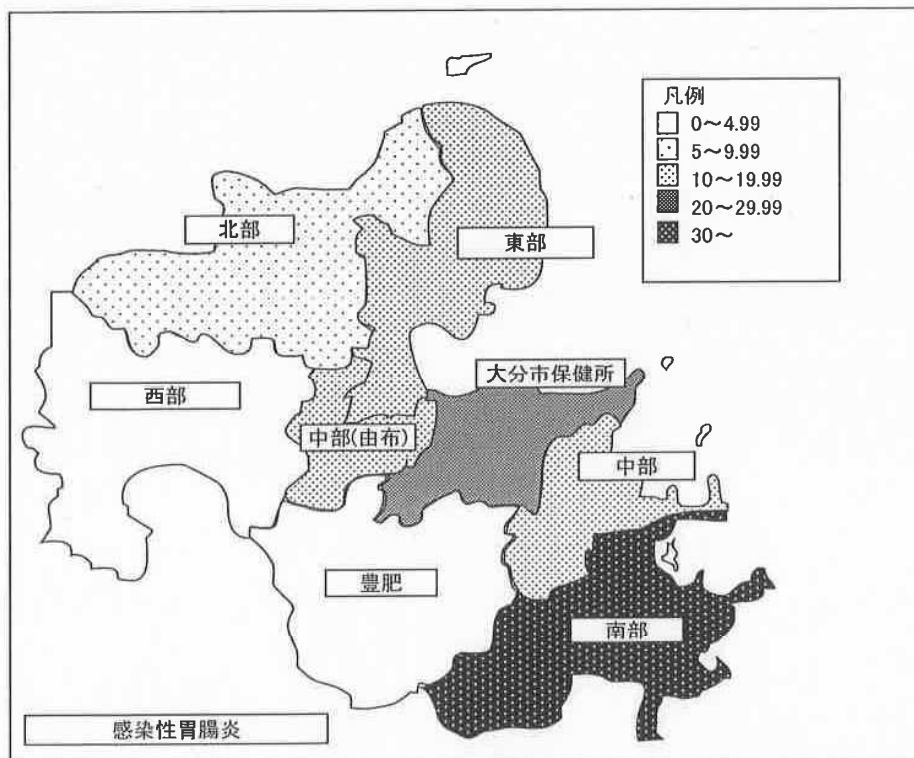 凡例
0～4.99
5～9.99
10～19.99
20～29.99
30～
北部
東部
大分市保健所
西部
中部(由布)
中部
豊肥
南部
感染性胃腸炎